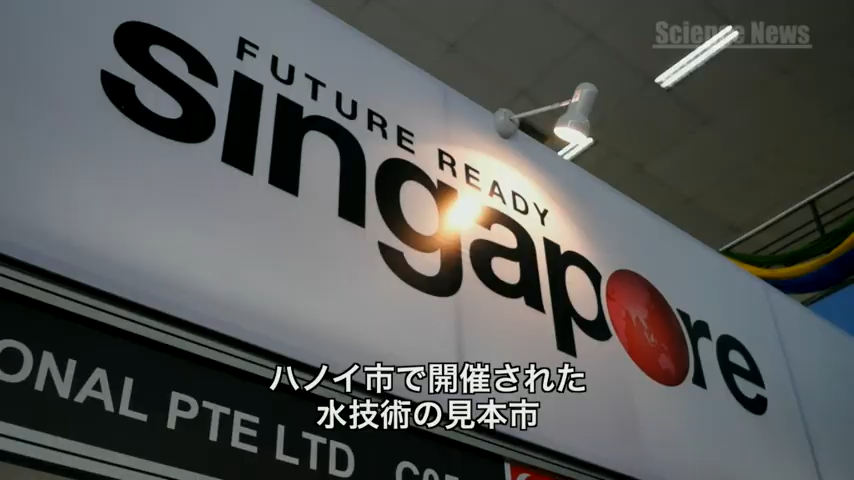 Science News
FUTURE READY
singapore
ONAL PTE LTD
ハノイ市で開催された
水技術の見本市